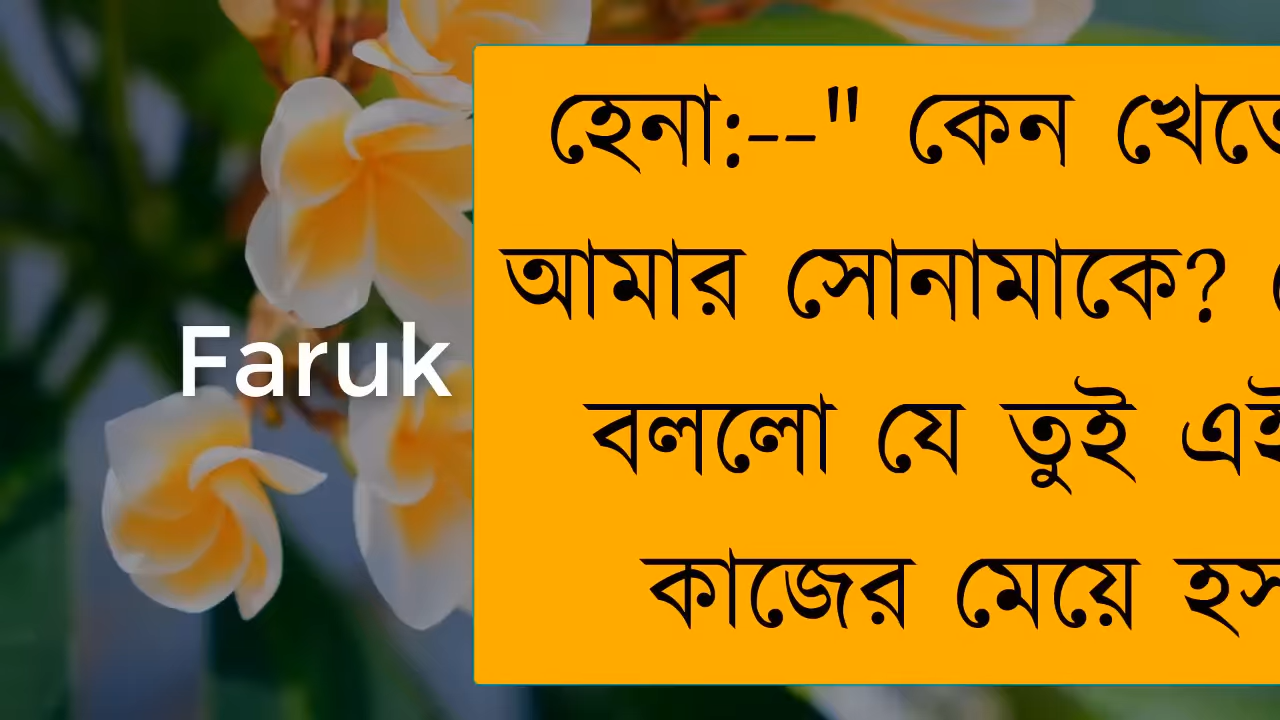 Faruk
হেনা:--" কেন
আমার সোনামাকে?
বললো যে তুই
কাজের মেয়ে